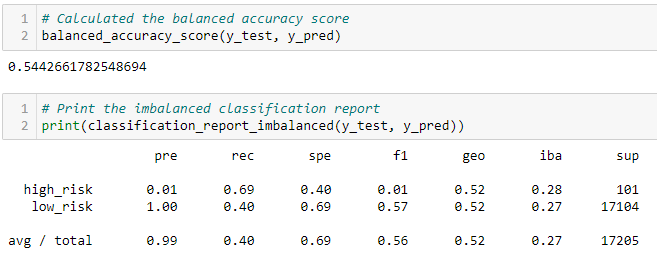 1 # Calculated the balanced accuracy score
2 balanced_accuracy_score(y_test, y_pred)
0.5442661782548694
1 # Print the imbalanced classification report
2 print(classification_report_imbalanced(y_test, y_pred))
pre rec spe f1 geo iba sup
high_risk 0.01 0.69 0.40 0.01 0.52 0.28 101
low_risk 1.00 0.40 0.69 0.57 0.52 0.27 17104
avg / total 0.99 0.40 0.69 0.56 0.52 0.27 17205